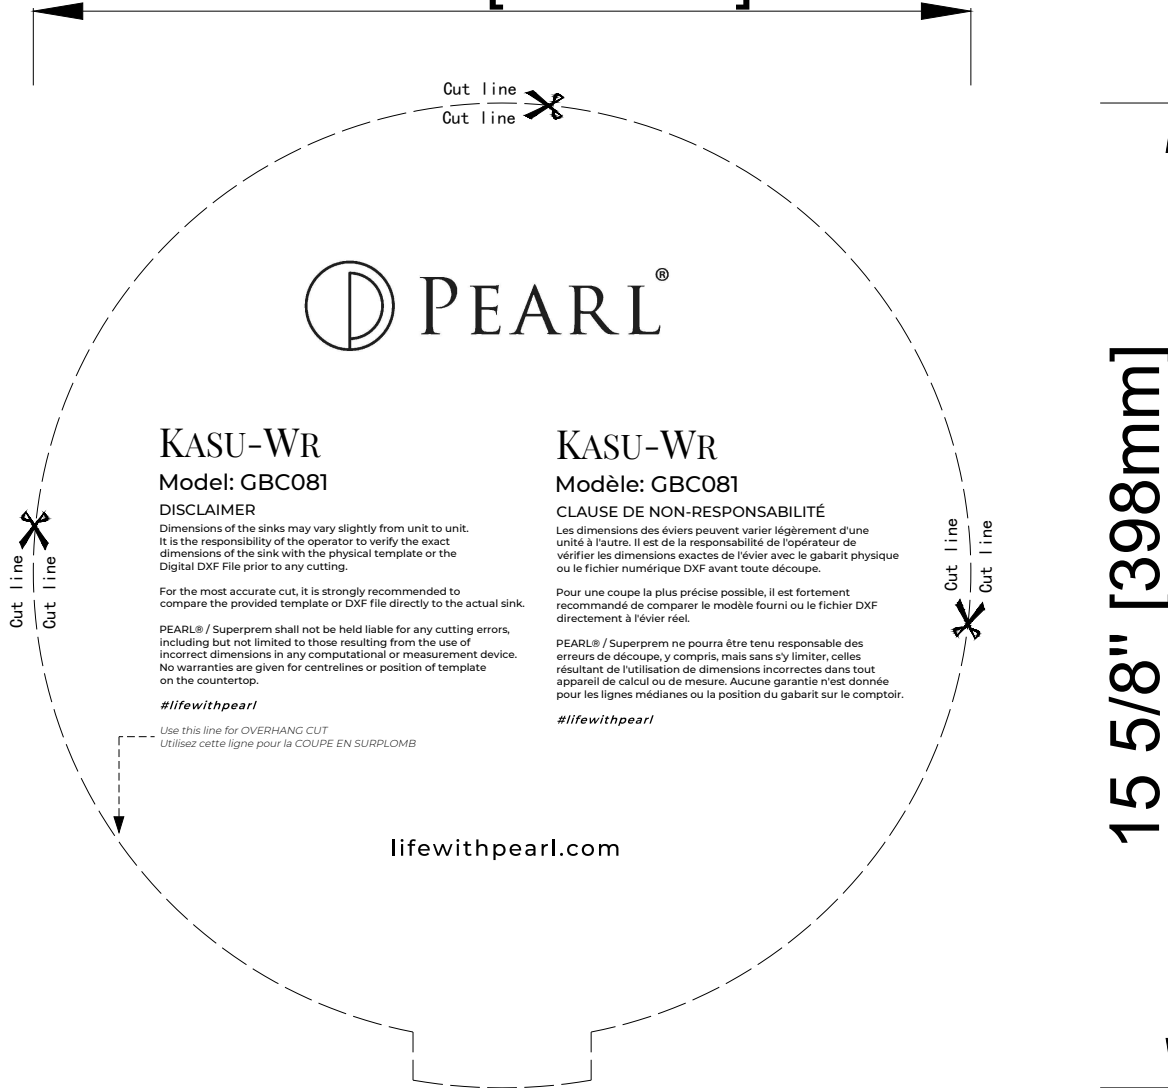 Cut line
Cut line
PEARL®
KASU-WR
Model: GBC081
DISCLAIMER
Dimensions of the sinks may vary slightly from unit to unit.
It is the responsibility of the operator to verify the exact
dimensions of the sink with the physical template or the
Digital DXF File prior to any cutting.
For the most accurate cut, it is strongly recommended to
compare the provided template or DXF file directly to the actual sink.
PEARL® / Superprem shall not be held liable for any cutting errors,
including but not limited to those resulting from the use of
incorrect dimensions in any computational or measurement device.
No warranties are given for centrelines or position of template
on the countertop.
#lifewithpearl
Use this line for OVERHANG CUT
Utilisez cette ligne pour la COUPE EN SURPLOMB
KASU-WR
Modèle: GBC081
CLAUSE DE NON-RESPONSABILITÉ
Les dimensions des éviers peuvent varier légèrement d'une
unité à l'autre. Il est de la responsabilité de l'opérateur de
vérifier les dimensions exactes de l'évier avec le gabarit physique
ou le fichier numérique DXF avant toute découpe.
Pour une coupe la plus précise possible, il est fortement
recommandé de comparer le modèle fourni ou le fichier DXF
directement à l'évier réel.
PEARL® / Superprem ne pourra être tenu responsable des
erreurs de découpe, y compris, mais sans s'y limiter, celles
résultant de l'utilisation de dimensions incorrectes dans tout
appareil de calcul ou de mesure. Aucune garantie n'est donnée
pour les lignes médianes ou la position du gabarit sur le comptoir.
#lifewithpearl
Cut line
Cut line
Cut line
Cut line
lifewithpearl.com
15 5/8" [398mm]